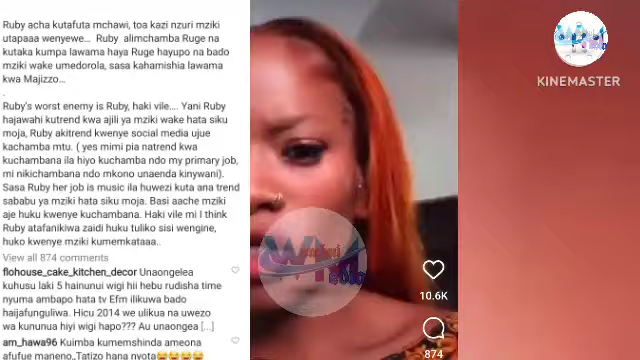 Ruby acha kutafuta mchawi, toa kazi nzuri mziki
utapaaa wenyewe... Ruby alimchamba Ruge na
kutaka kumpa lawama haya Ruge hayupo na bado
mziki wake umedorola, sasa kahamishia lawama
kwa Majizzo...
.
Ruby's worst enemy is Ruby, haki vile.... Yani Ruby
hajawahi kutrend kwa ajili ya mziki wake hata siku
moja, Ruby akitrend kwenye social media ujue
kachamba mtu. ( yes mimi pia natrend kwa
kuchambana ila hiyo kuchamba ndo my primary job,
mi nikichambana ndo mkono unaenda kinywani).
Sasa Ruby her job is music ila huwezi kuta ana trend
sababu ya mziki hata siku moja. Basi aache mziki
aje huku kwenye kuchambana. Haki vile mi I think
Ruby atafanikiwa zaidi huku tuliko sisi wengine,
huko kwenye mziki kumemkataaa..
View all 874 comments
flohouse_cake_kitchen_decor Unaongelea
kuhusu laki 5 hainunui wigi hii hebu rudisha time
nyuma ambapo hata tv Efm ilikuwa bado
haijafunguliwa. Hicu 2014 we ulikua na uwezo
wa kununua hiyi wigi hapo??? Au unaongea [...]
am_hawa96 Kuimba kumemshinda ameona
afufue maneno,,Tatizo hana nyota😂😂😂😂
10.6K
874
KINEMASTER